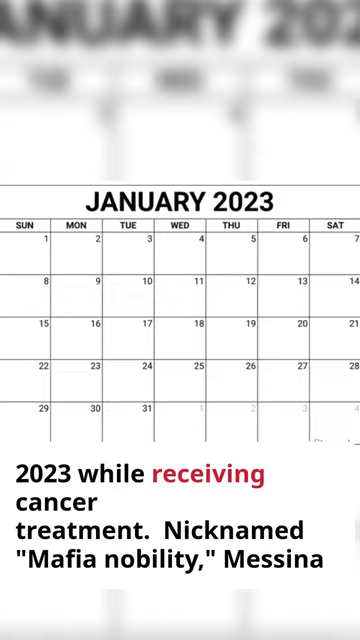 ANUARY 202
JANUARY 2023
SUN MON TUE WED THU FRI SAT
1 2 3 4 5 6 7
8 9 10 11 12 13 14
15 16 17 18 19 20 21
22 23 24 25 26 27 28
29 30 31 1 2 3 4
2023 while receiving
cancer
treatment.  Nicknamed
"Mafia nobility," Messina